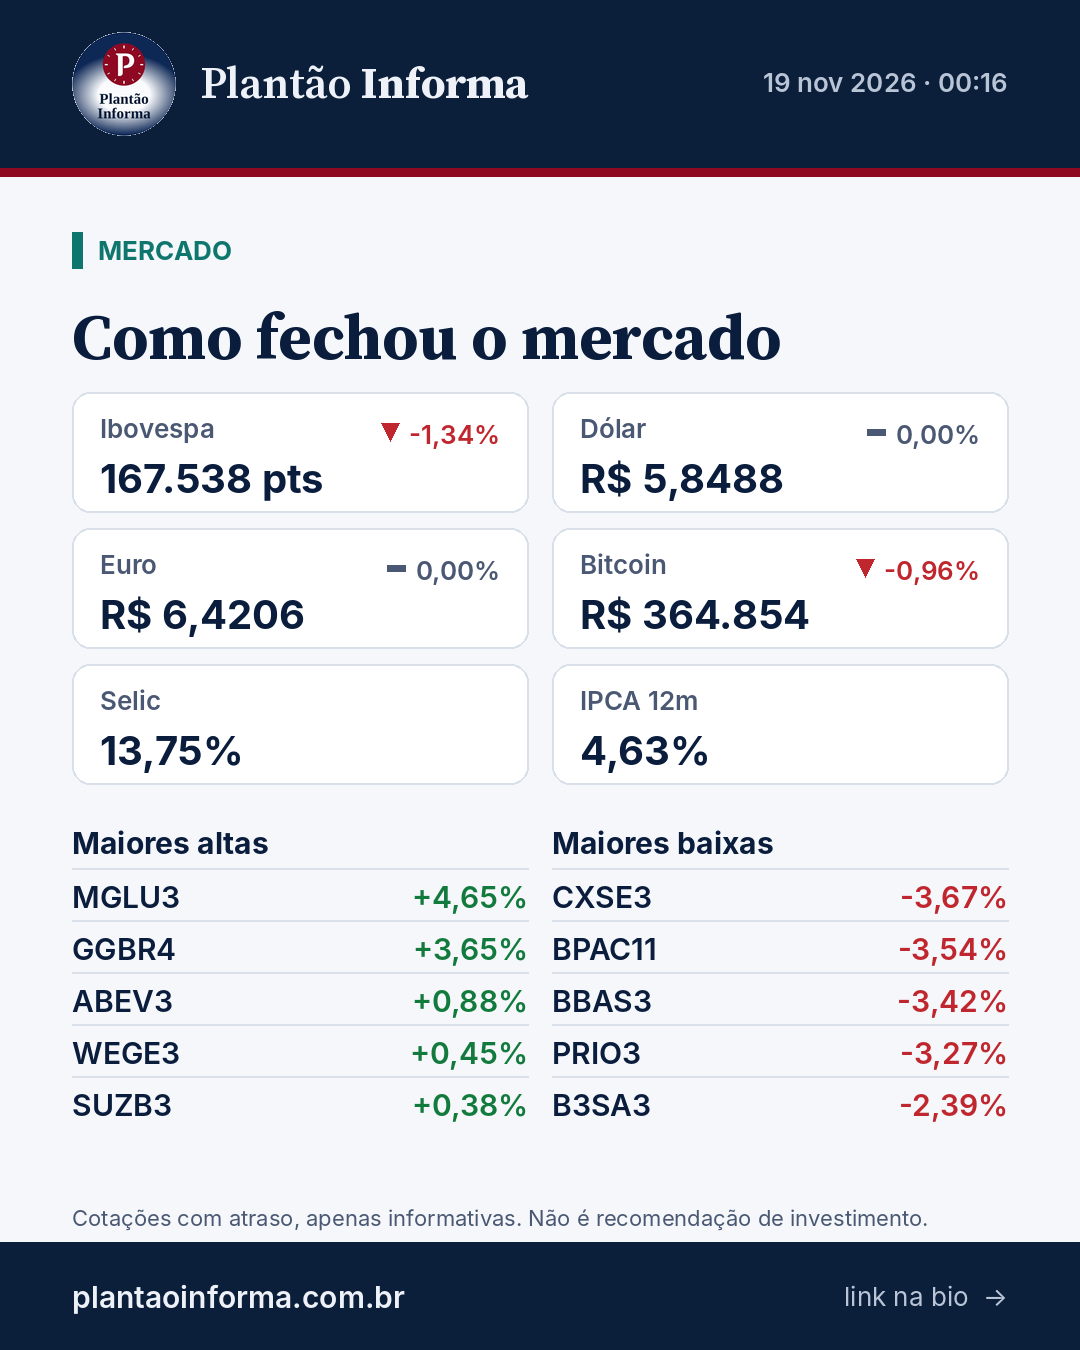 P
Plantão
Informa
Plantão Informa
19 nov 2026 · 00:16
MERCADO
Como fechou o mercado
Ibovespa
▼ -1,34%
167.538 pts
Dólar
0,00%
R$ 5,8488
Euro
0,00%
R$ 6,4206
Bitcoin
▼ -0,96%
R$ 364.854
Selic
13,75%
IPCA 12m
4,63%
Maiores altas
MGLU3 +4,65%
GGBR4 +3,65%
ABEV3 +0,88%
WEGE3 +0,45%
SUZB3 +0,38%
Maiores baixas
CXSE3 -3,67%
BPAC11 -3,54%
BBAS3 -3,42%
PRIO3 -3,27%
B3SA3 -2,39%
Cotações com atraso, apenas informativas. Não é recomendação de investimento.
plantaoinforma.com.br
link na bio →